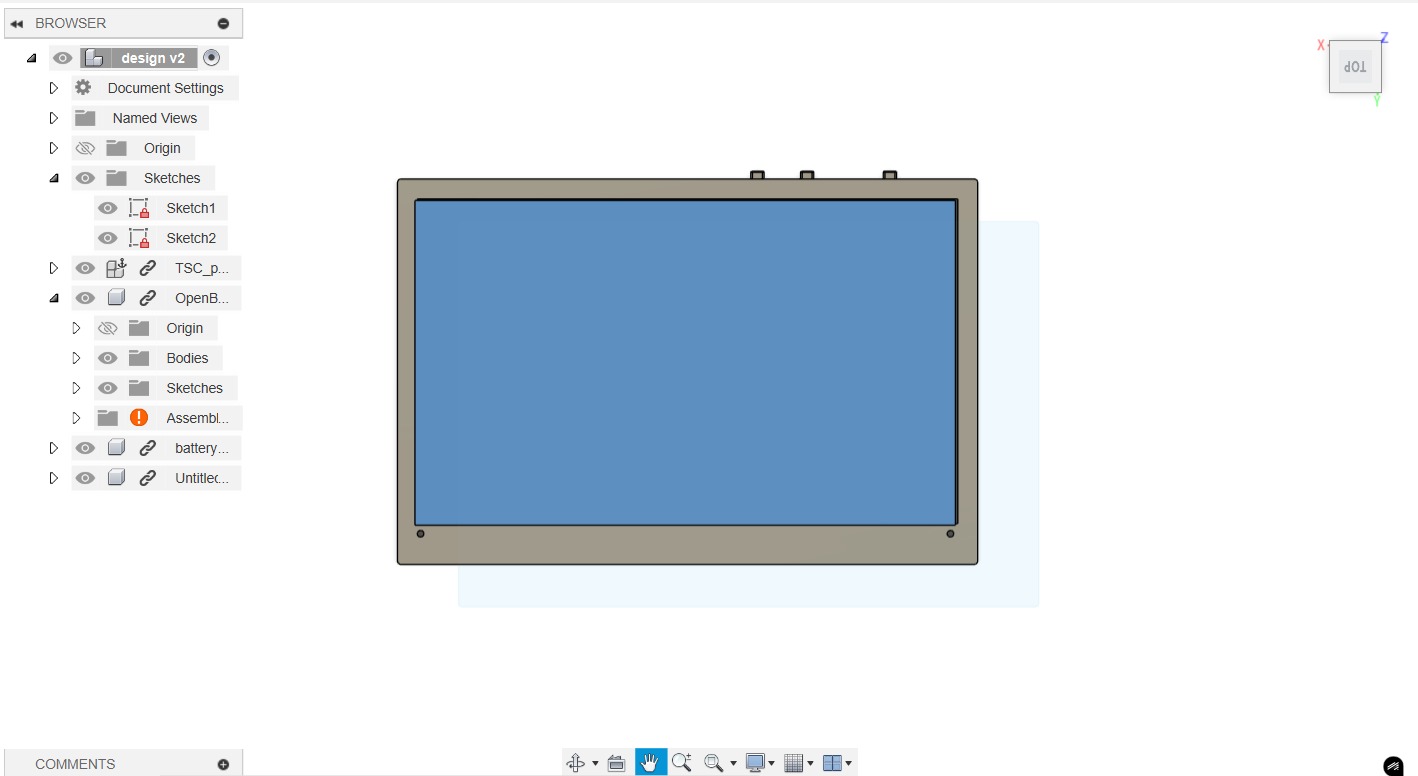 BROWSER
design v2
Document Settings
Named Views
Origin
Sketches
Sketch1
Sketch2
TSC_p...
OpenB...
Origin
Bodies
Sketches
Assembl...
battery...
Untitlec...
COMMENTS
X
Z
TOP
Y